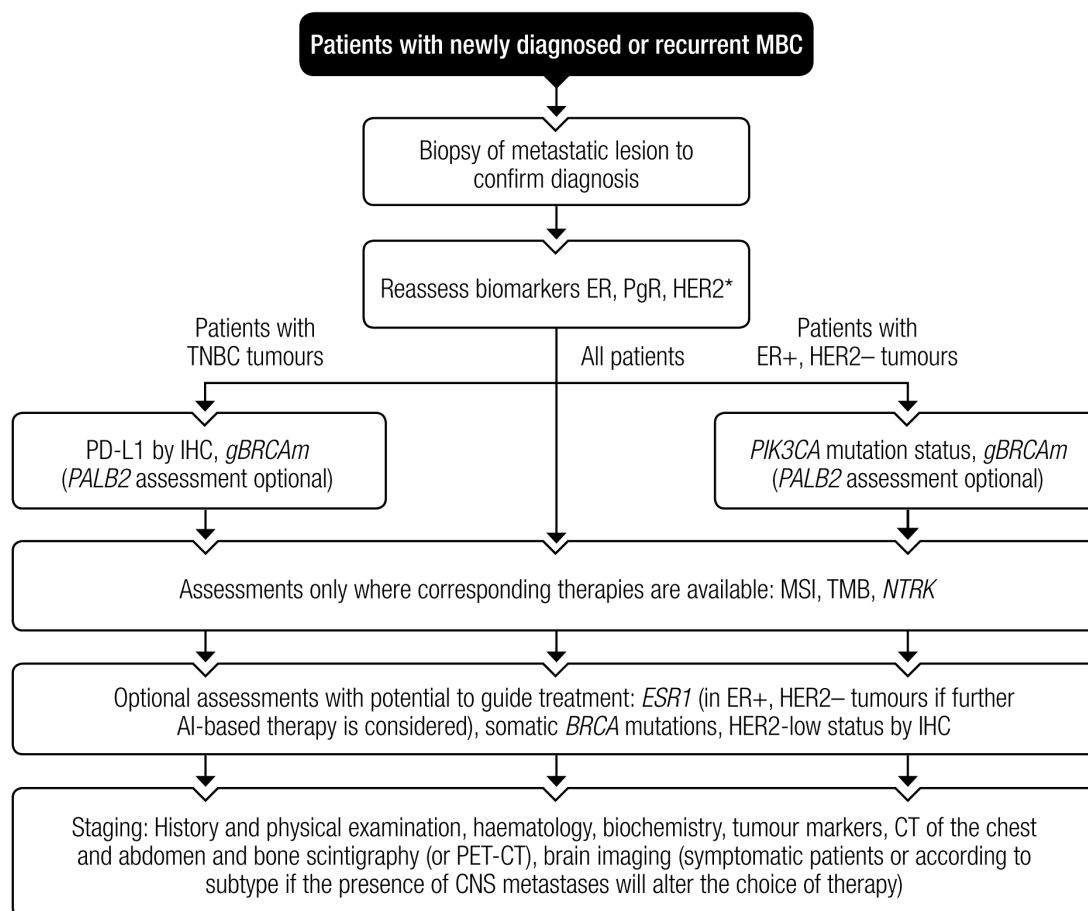 Patients with newly diagnosed or recurrent MBC
Biopsy of metastatic lesion to
confirm diagnosis
Reassess biomarkers ER, PgR, HER2*
Patients with
TNBC tumours
All patients
Patients with
ER+, HER2– tumours
PD-L1 by IHC, gBRCAm
(PALB2 assessment optional)
PIK3CA mutation status, gBRCAm
(PALB2 assessment optional)
Assessments only where corresponding therapies are available: MSI, TMB, NTRK
Optional assessments with potential to guide treatment: ESR1 (in ER+, HER2– tumours if further
AI-based therapy is considered), somatic BRCA mutations, HER2-low status by IHC
Staging: History and physical examination, haematology, biochemistry, tumour markers, CT of the chest
and abdomen and bone scintigraphy (or PET-CT), brain imaging (symptomatic patients or according to
subtype if the presence of CNS metastases will alter the choice of therapy)